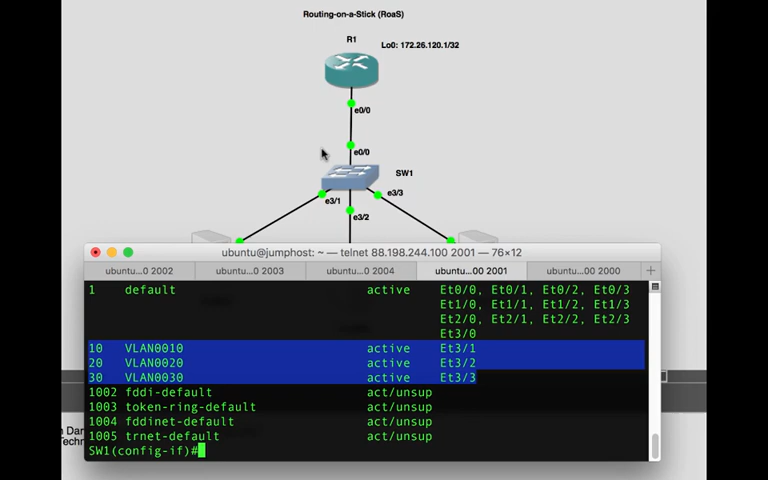 Routing-on-a-Stick (RoaS)
R1
Lo0: 172.26.120.1/32
e0/0
e0/0
SW1
e3/1
e3/3
e3/2
ubuntu@jumphost: ~ — telnet 88.198.244.100 2001 — 76×12
ubuntu...0 2002 ubuntu...0 2003 ubuntu...0 2004 ubuntu...00 2001 ubuntu...00 2000 +
1 default active Et0/0, Et0/1, Et0/2, Et0/3
Et1/0, Et1/1, Et1/2, Et1/3
Et2/0, Et2/1, Et2/2, Et2/3
Et3/0
10 VLAN0010 active Et3/1
20 VLAN0020 active Et3/2
30 VLAN0030 active Et3/3
1002 fddi-default act/unsup
1003 token-ring-default act/unsup
1004 fddinet-default act/unsup
1005 trnet-default act/unsup
SW1(config-if)#